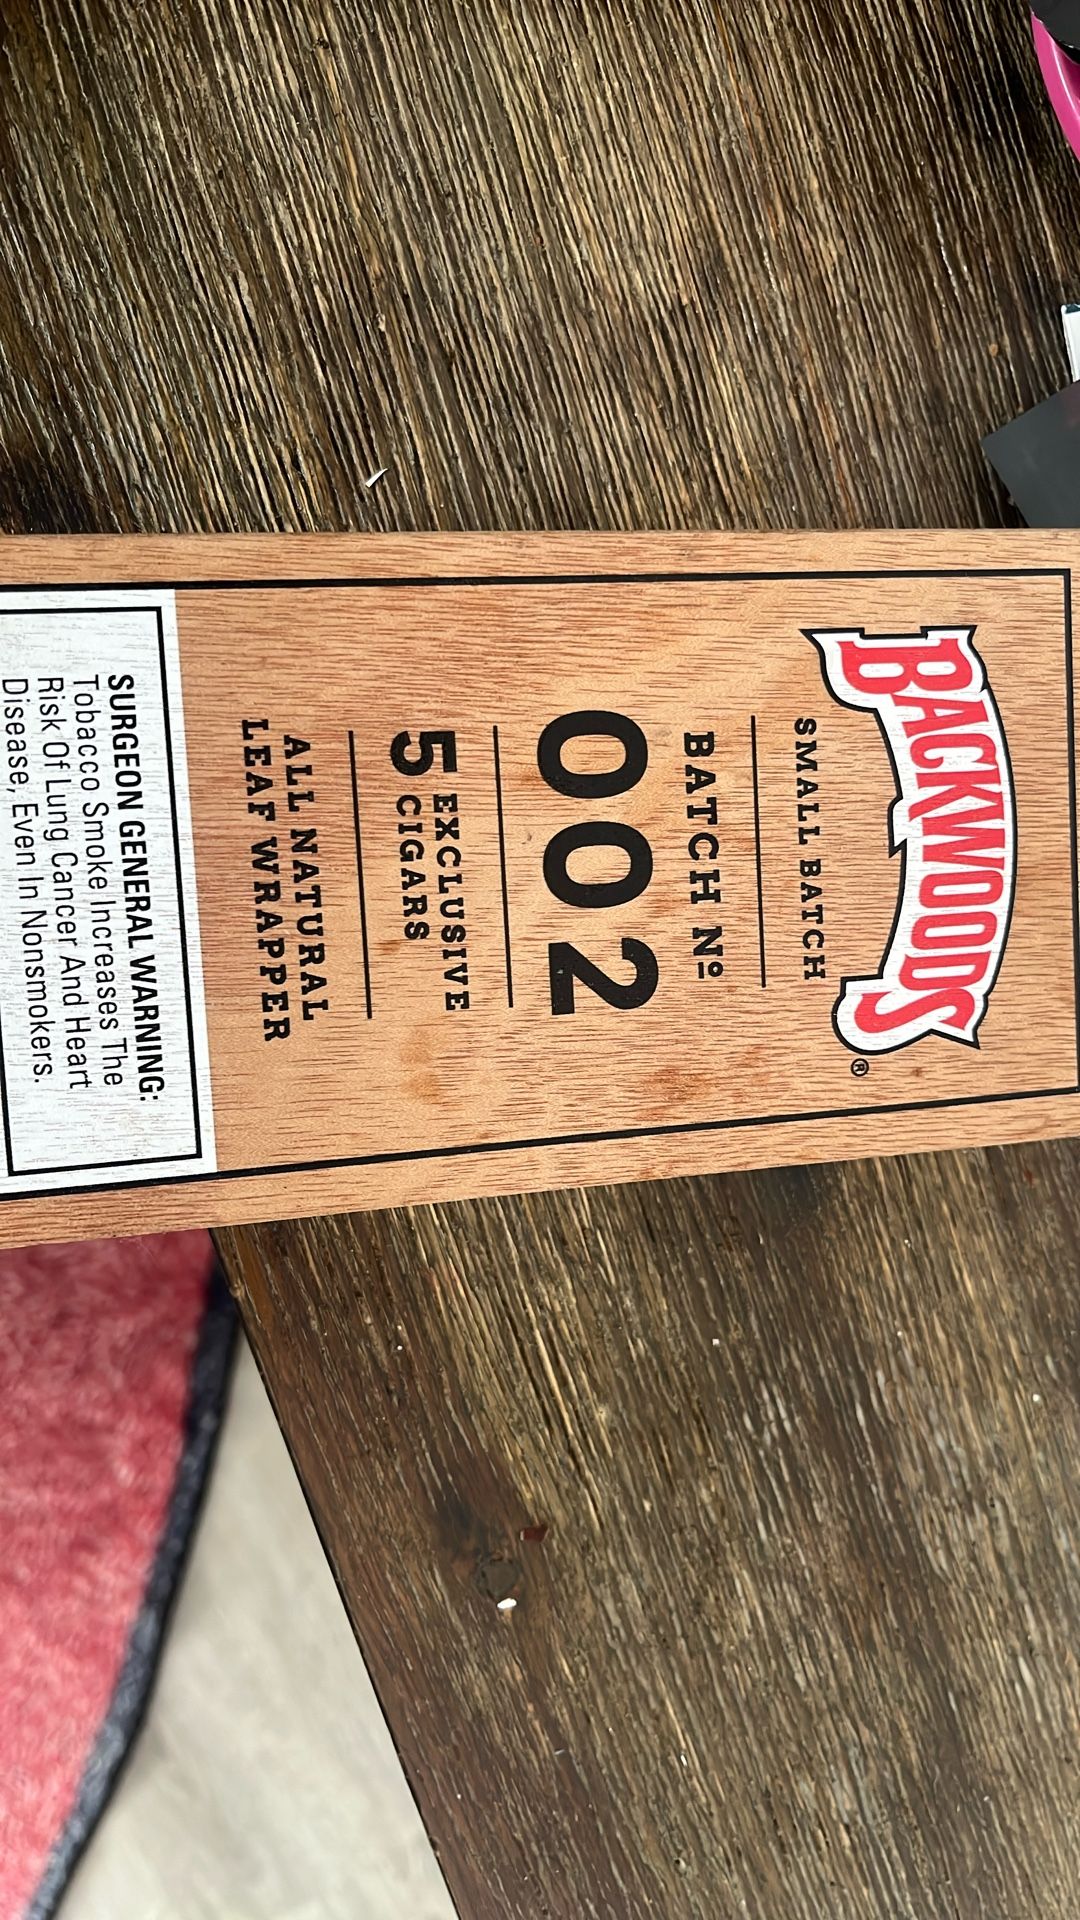 BACKWOODS®
SMALL BATCH
BATCH Nº
002
5 EXCLUSIVE
CIGARS
ALL NATURAL
LEAF WRAPPER
SURGEON GENERAL WARNING:
Tobacco Smoke Increases The
Risk Of Lung Cancer And Heart
Disease, Even In Nonsmokers.